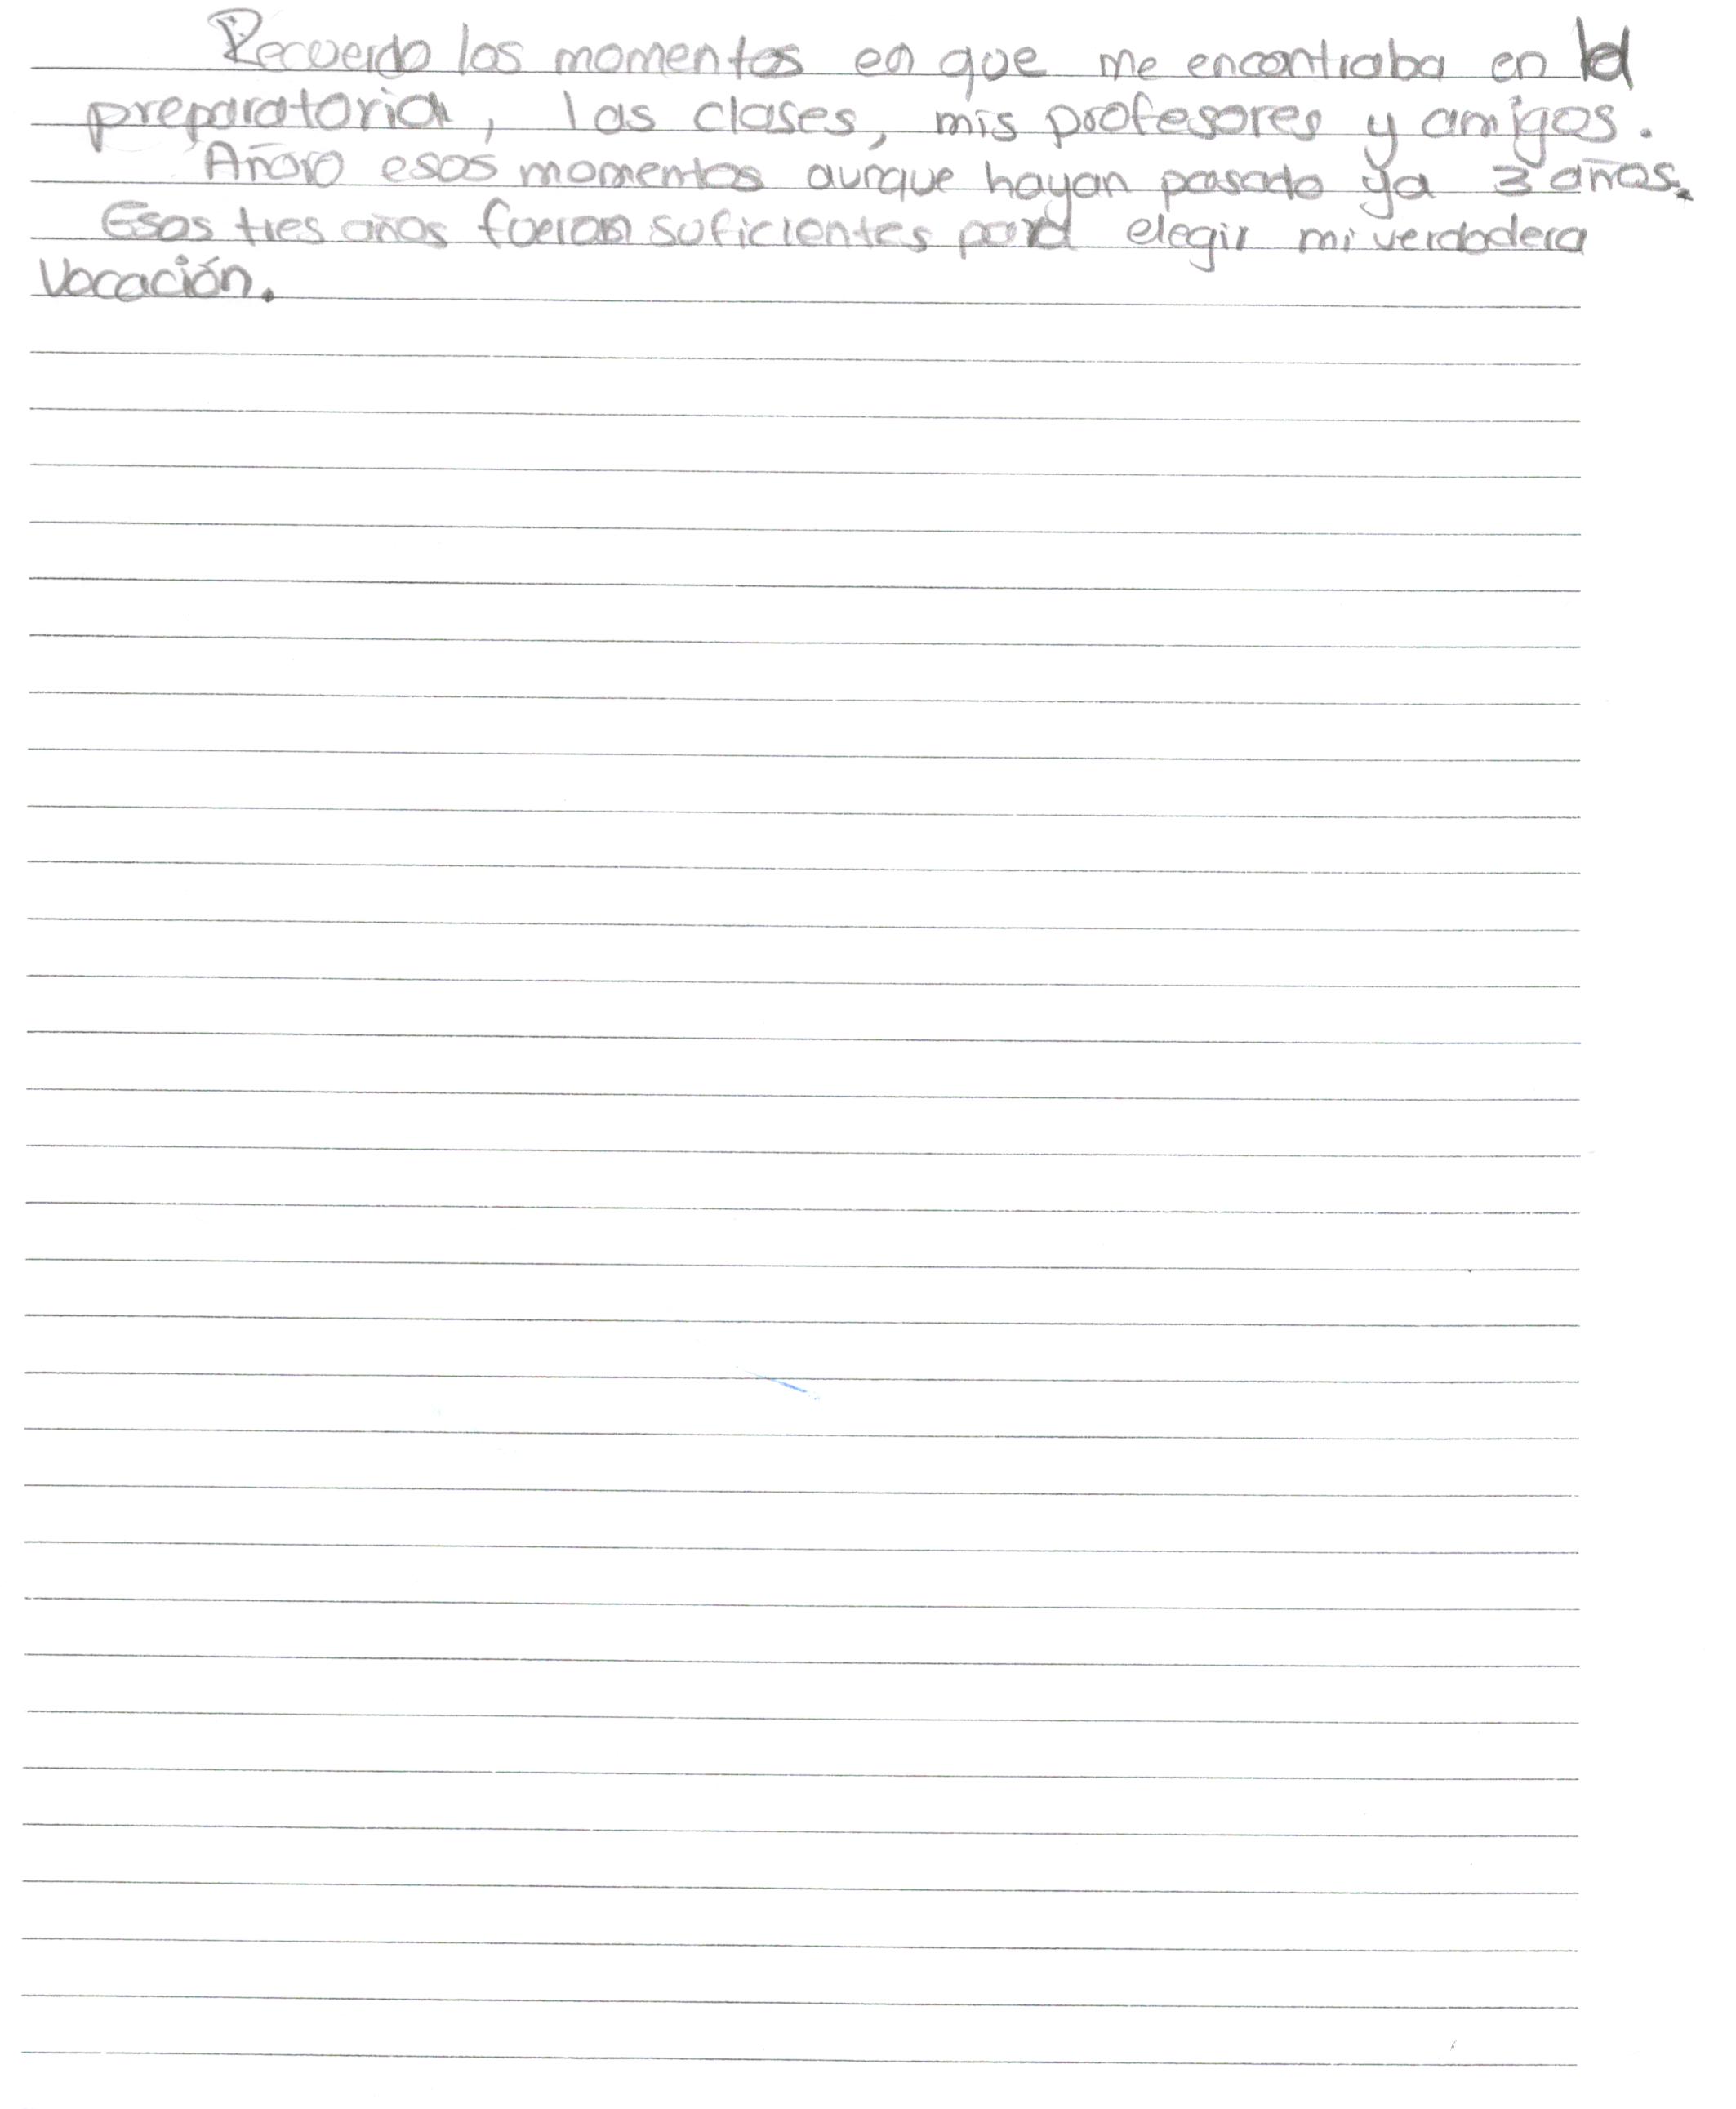 Recuerdo los momentos en que me encontraba en la
preparatoria, las clases, mis profesores y amigos.
Añoro esos momentos aunque hayan pasado ya 3 años.
Esos tres años fueron suficientes para elegir mi verdadera
Vocación.